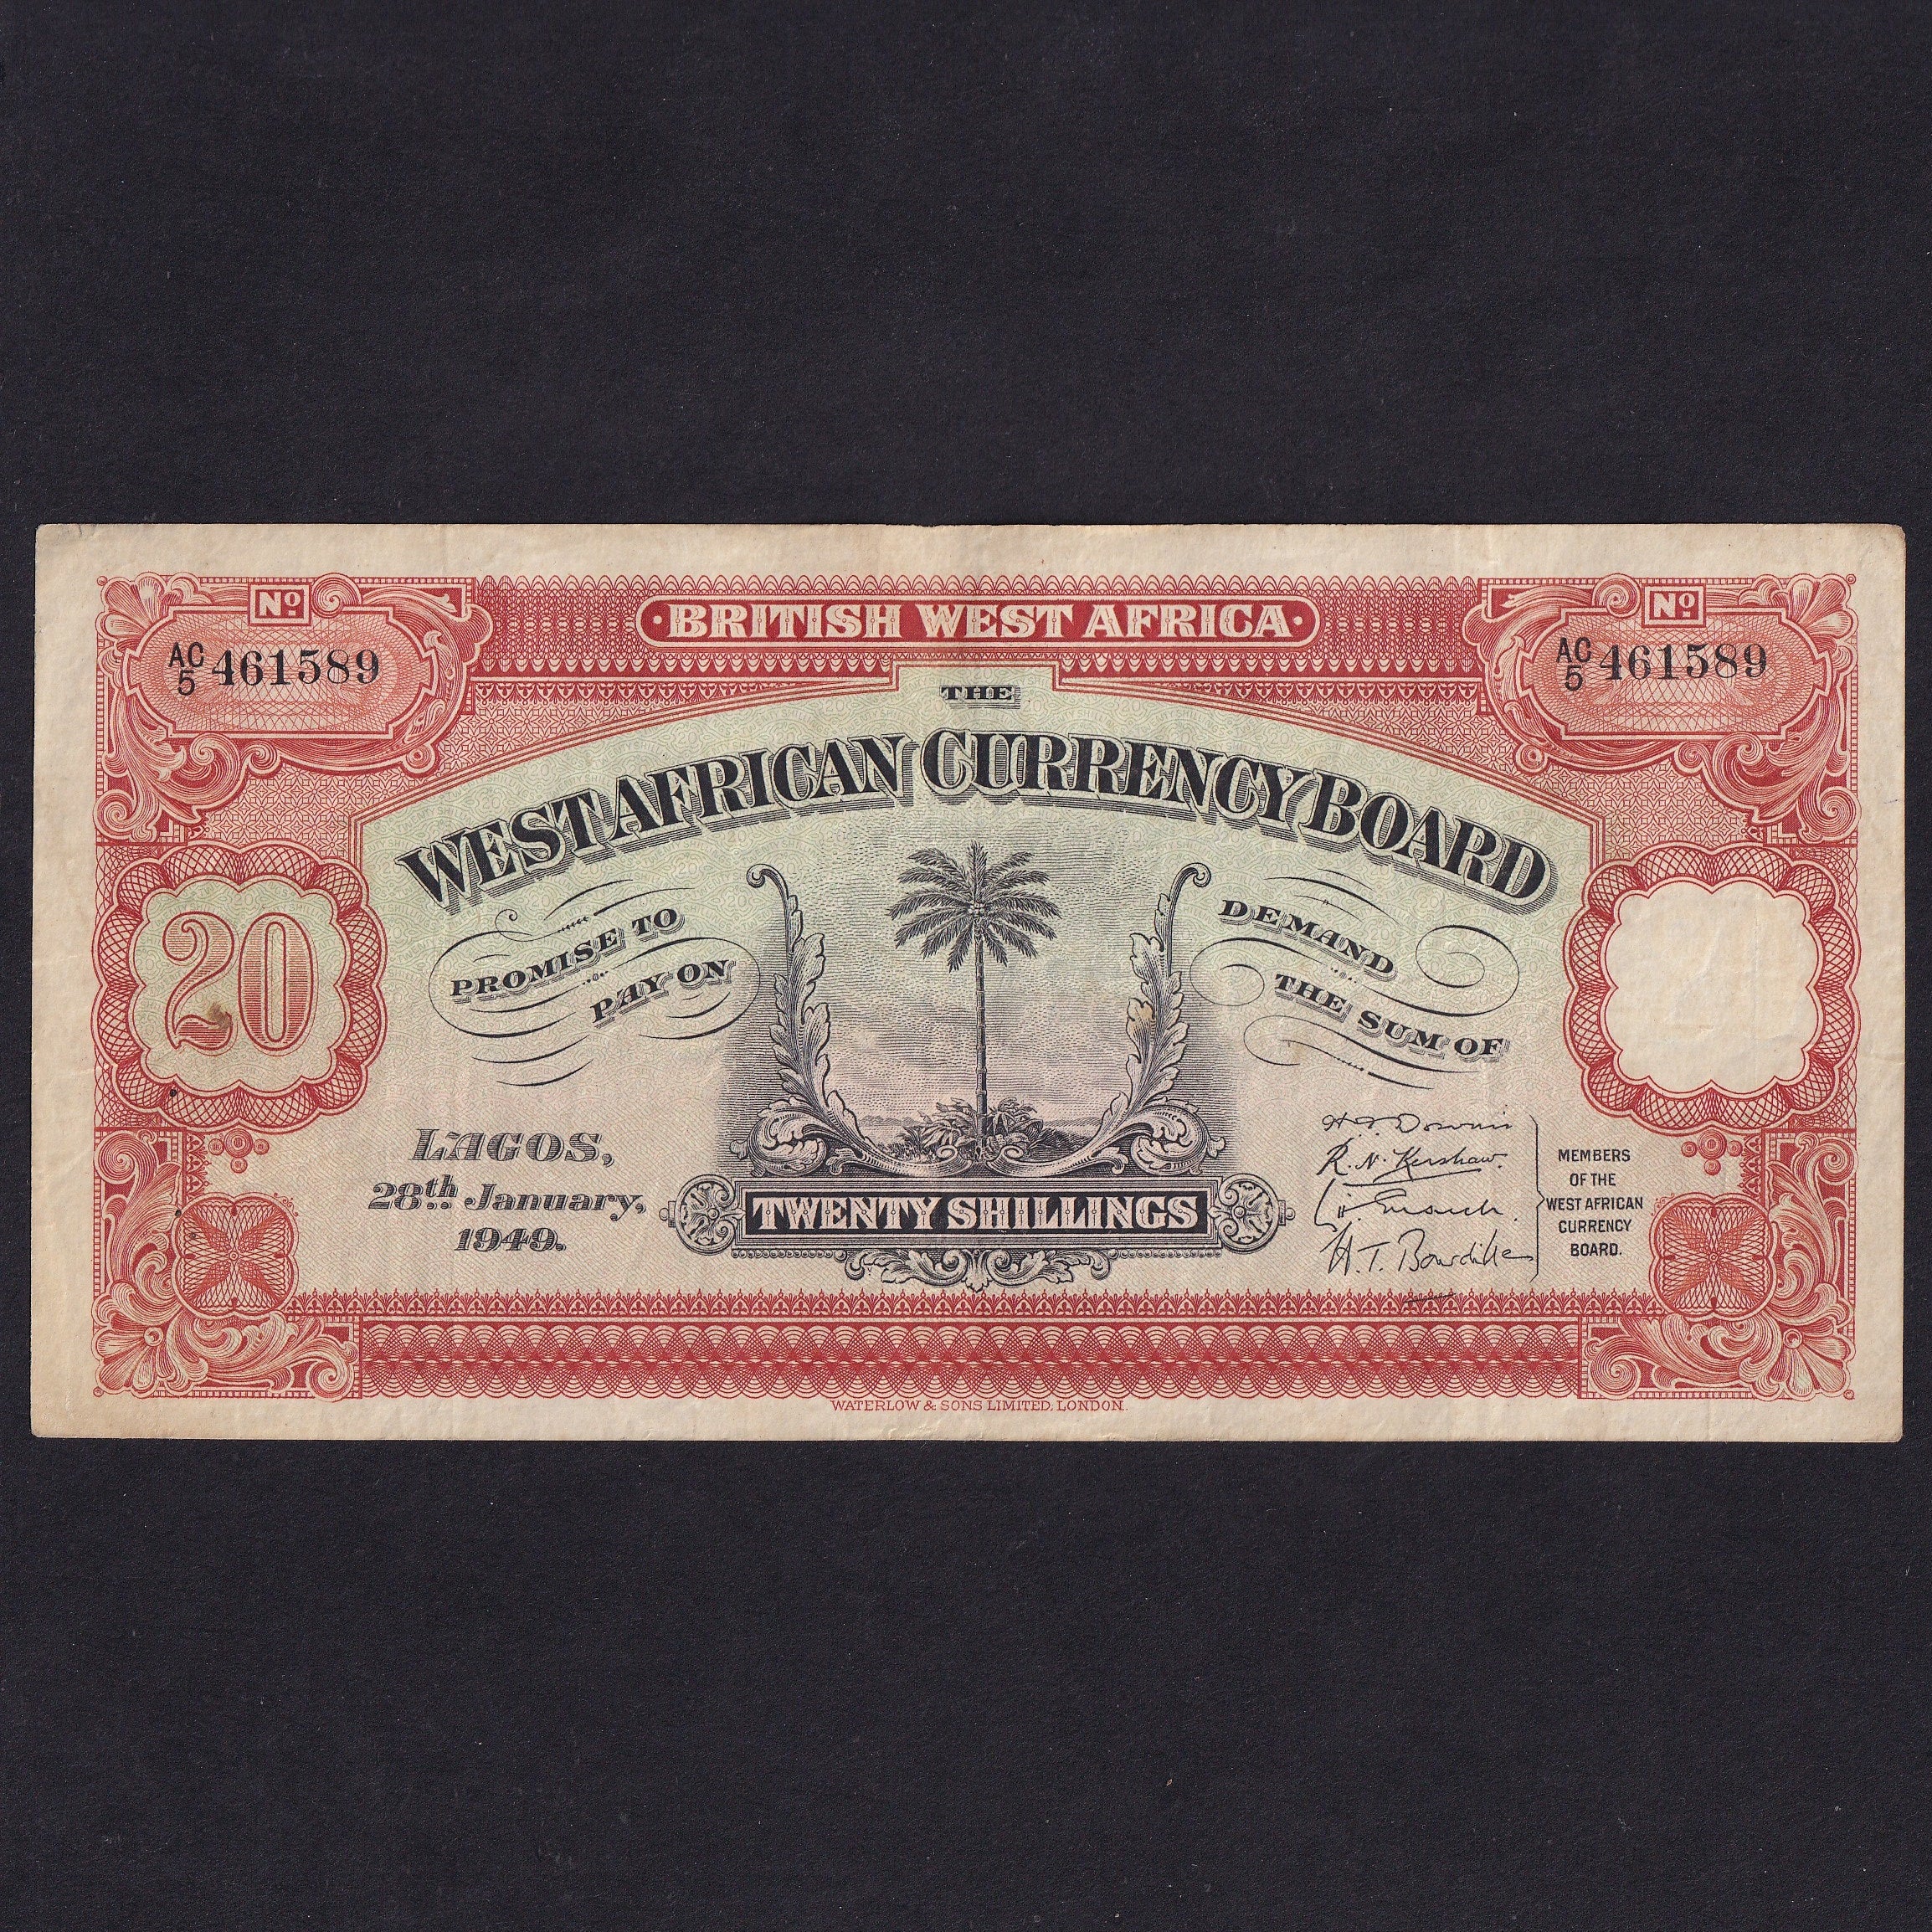 BRITISH WEST AFRICA
Nº
AC/5 461589
Nº
AC/5 461589
THE
WEST AFRICAN CURRENCY BOARD
PROMISE TO
PAY ON
DEMAND
THE SUM OF
20
LAGOS,
28th January,
1949.
TWENTY SHILLINGS
R. N. Kershaw.
MEMBERS
OF THE
WEST AFRICAN
CURRENCY
BOARD.
WATERLOW & SONS LIMITED, LONDON.